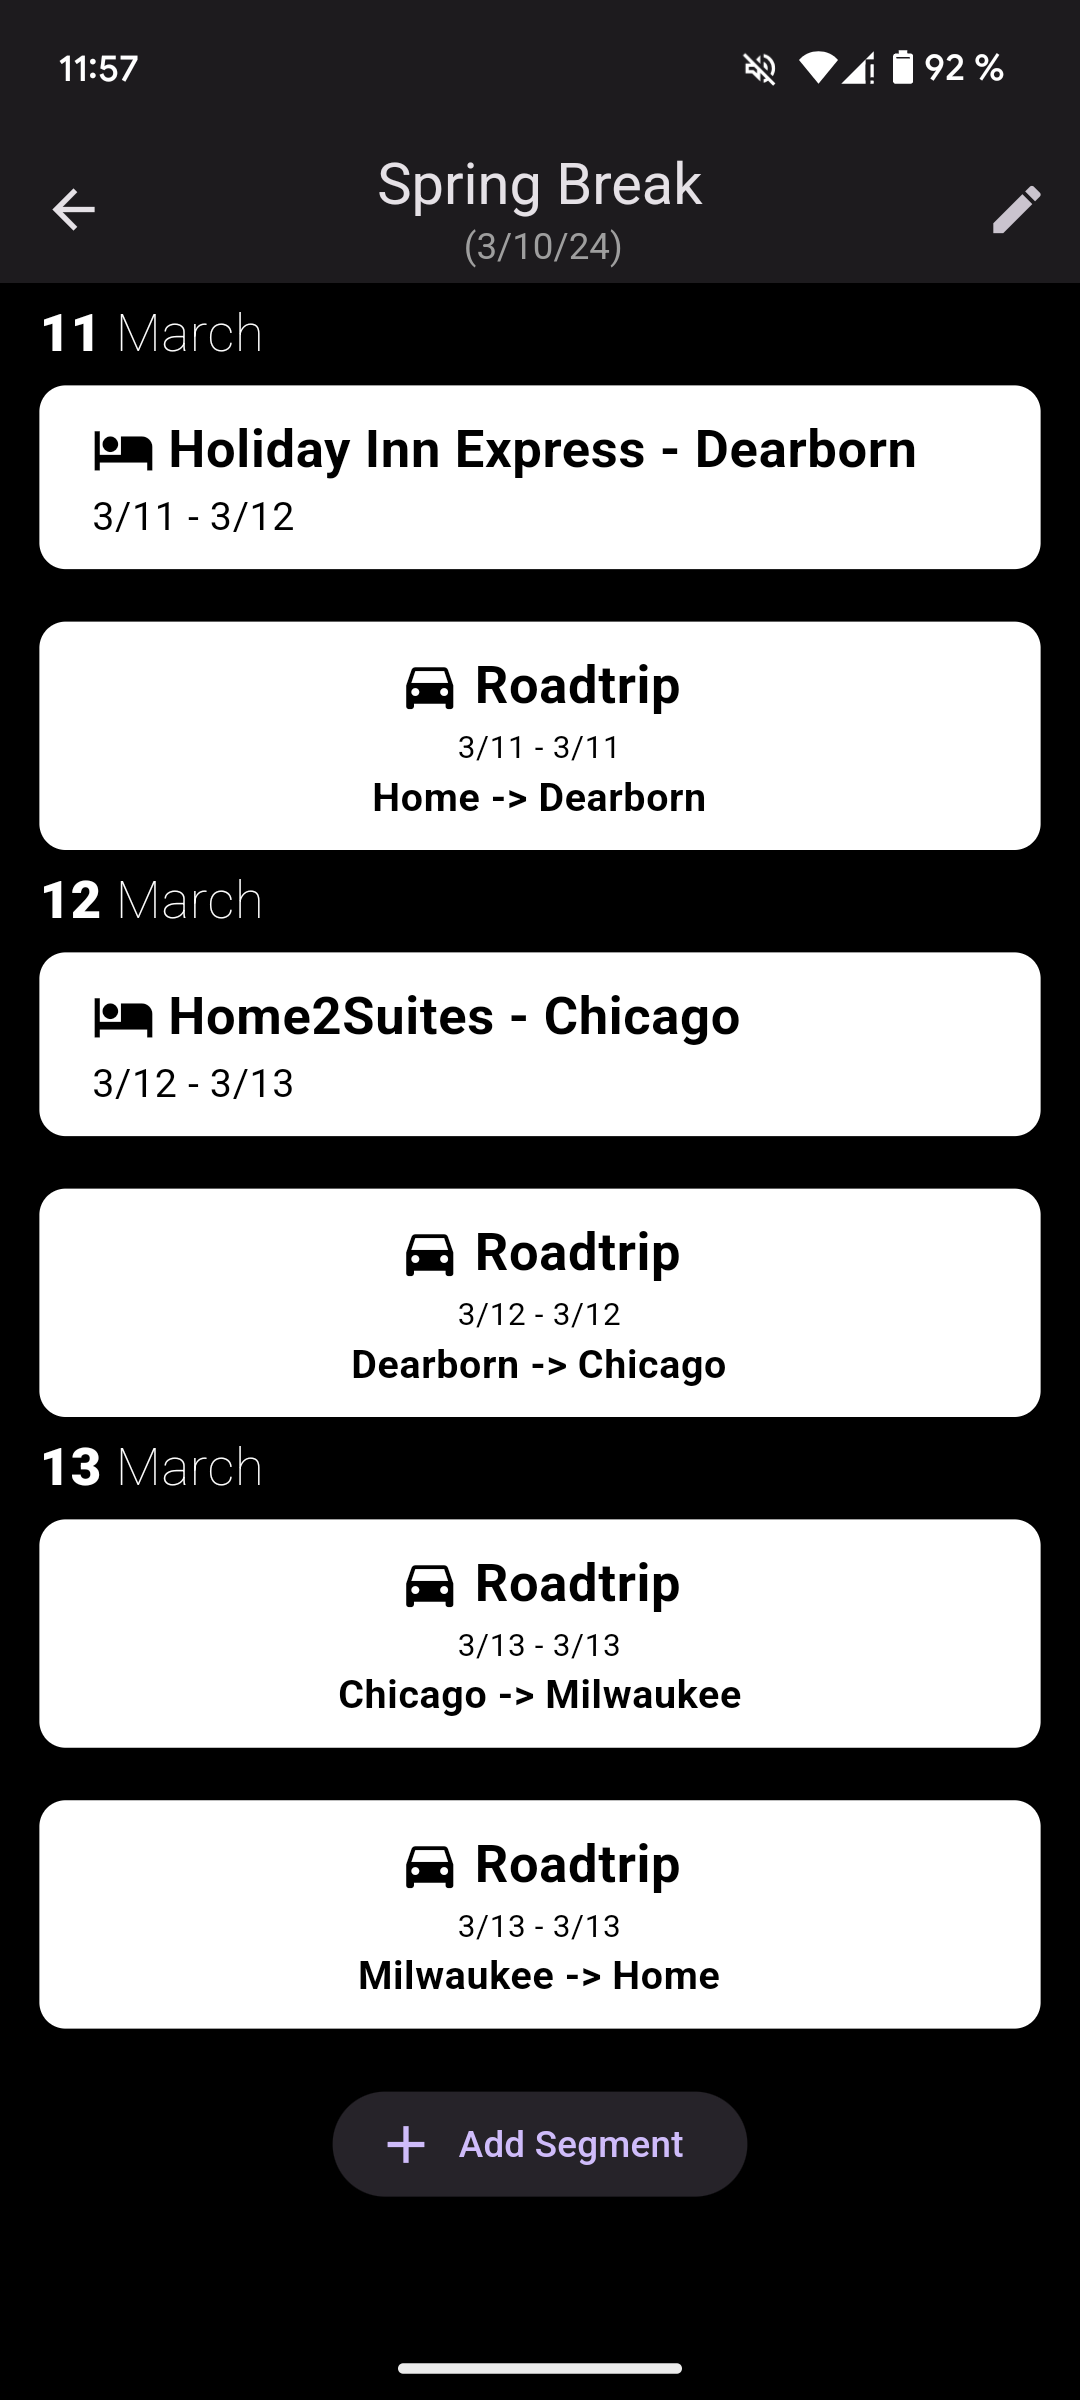 11:57
92 %
Spring Break
(3/10/24)
11 March
Holiday Inn Express - Dearborn
3/11 - 3/12
Roadtrip
3/11 - 3/11
Home -> Dearborn
12 March
Home2Suites - Chicago
3/12 - 3/13
Roadtrip
3/12 - 3/12
Dearborn -> Chicago
13 March
Roadtrip
3/13 - 3/13
Chicago -> Milwaukee
Roadtrip
3/13 - 3/13
Milwaukee -> Home
Add Segment